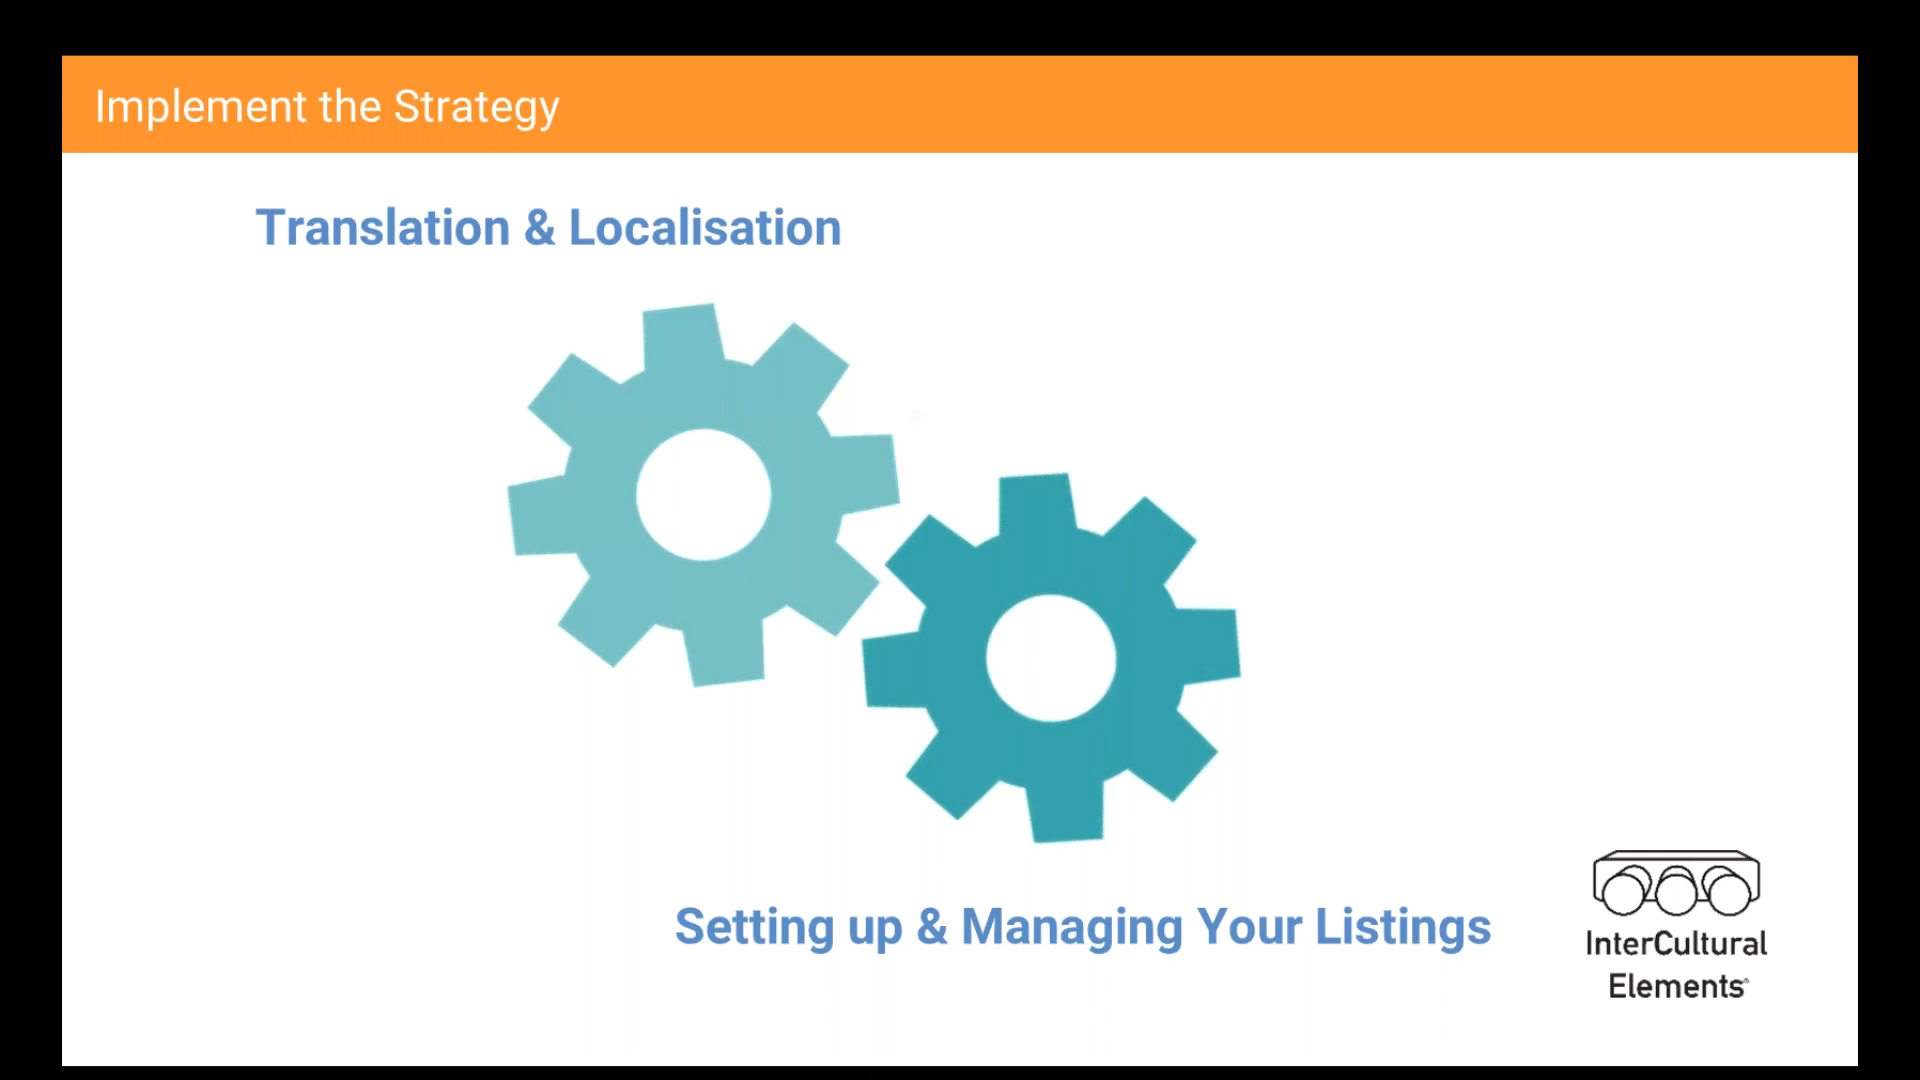 Implement the Strategy
Translation & Localisation
Setting up & Managing Your Listings
InterCultural
Elements®